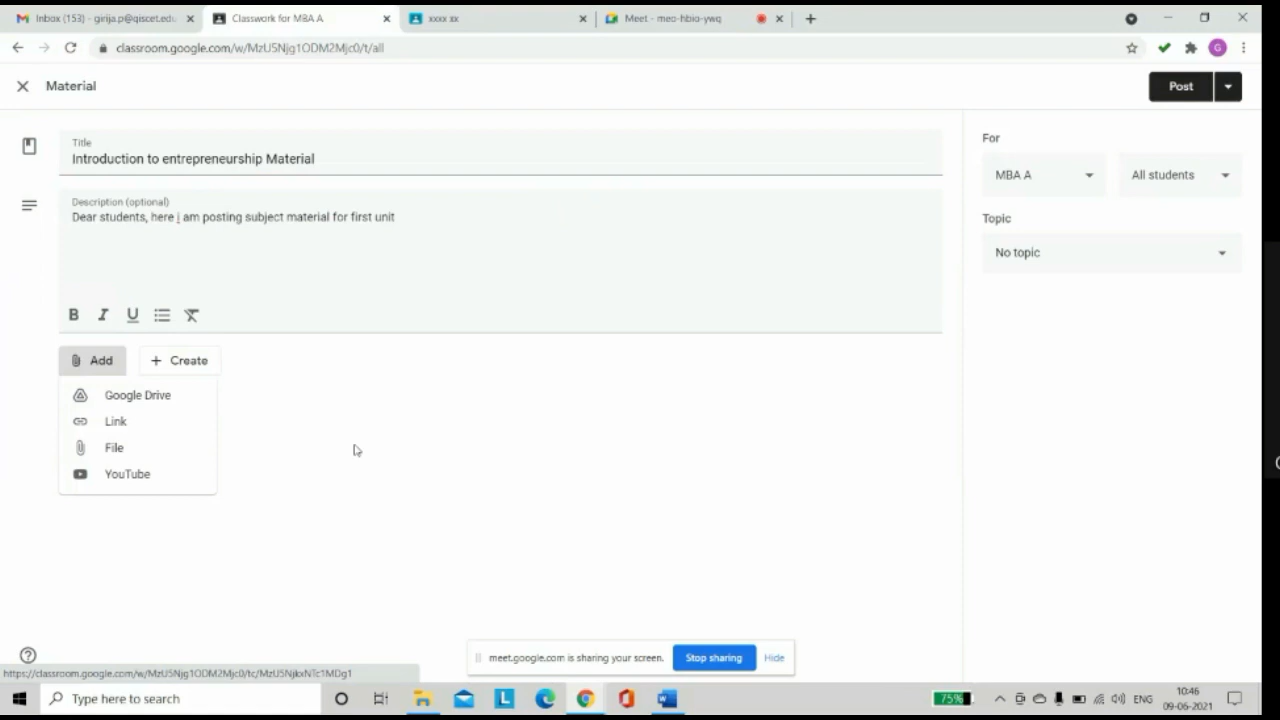 Inbox (153) - girija.p@qiscet.edu
Classwork for MBA A
xxxx xx
Meet - meo-hbio-ywq
classroom.google.com/w/MzU5Njg1ODM2Mjc0/t/all
G
Material
Post
Title
Introduction to entrepreneurship Material
Description (optional)
Dear students, here i am posting subject material for first unit
B I U
Add
Create
Google Drive
Link
File
YouTube
For
MBA A
All students
Topic
No topic
meet.google.com is sharing your screen.
Stop sharing
Hide
https://classroom.google.com/w/MzU5Njg1ODM2Mjc0/tc/MzU5NjkxNTc1MDg1
Type here to search
L
75%
ENG
10:46
09-06-2021